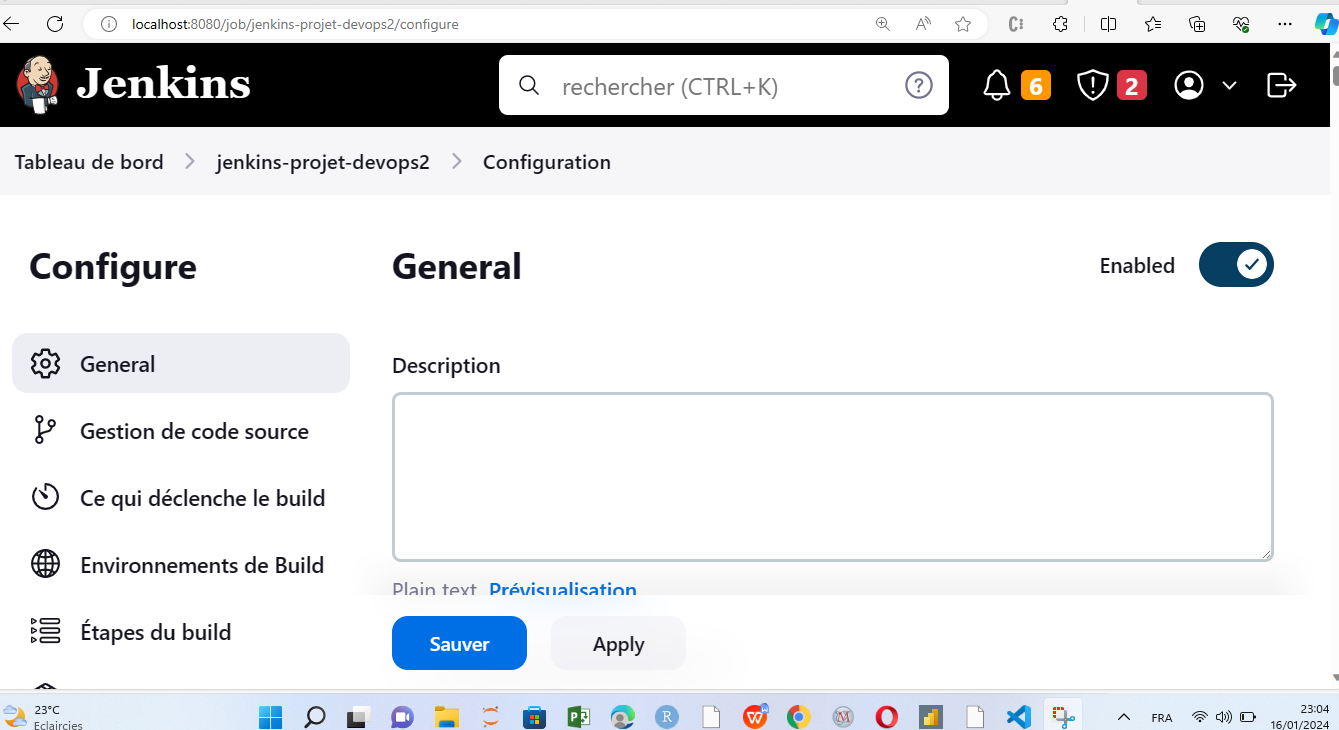 localhost:8080/job/jenkins-projet-devops2/configure
Jenkins
rechercher (CTRL+K)
6
2
Tableau de bord
jenkins-projet-devops2
Configuration
Configure
General
Enabled
General
Gestion de code source
Ce qui déclenche le build
Environnements de Build
Étapes du build
Description
Plain text Prévisualisation
Sauver
Apply
23°C
Eclaircies
FRA
23:04
16/01/2024